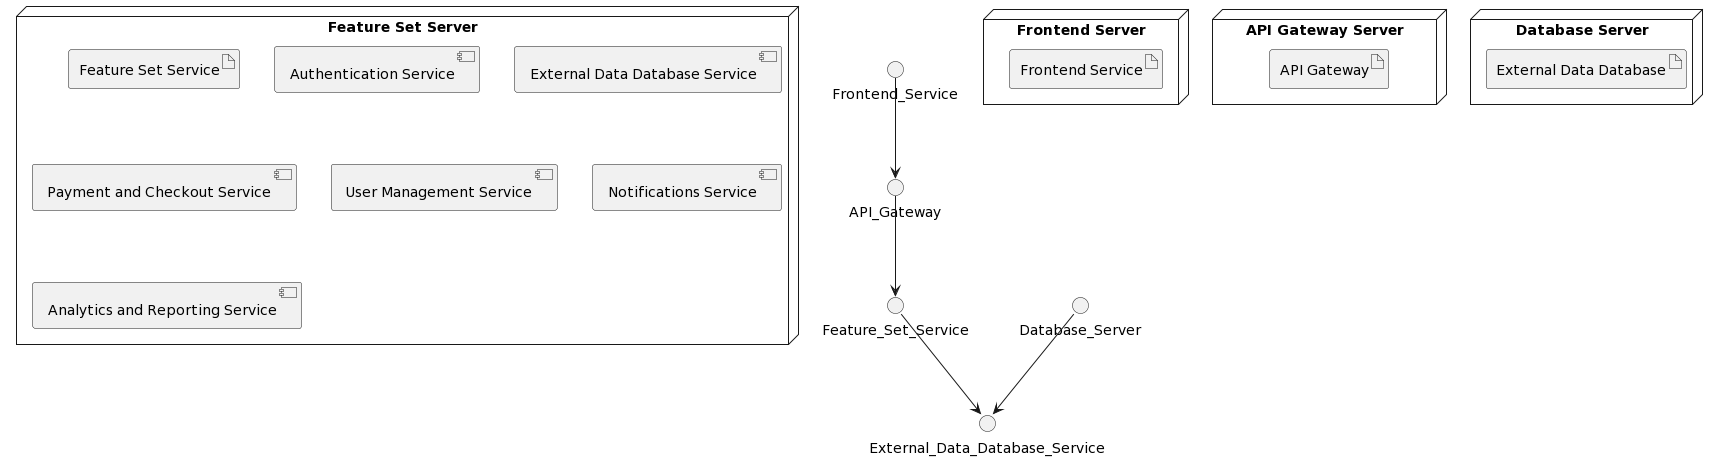 Feature Set Server
Feature Set Service
Authentication Service
External Data Database Service
Payment and Checkout Service
User Management Service
Notifications Service
Analytics and Reporting Service
Frontend_Service
API_Gateway
Feature_Set_Service
Database_Server
External_Data_Database_Service
Frontend Server
Frontend Service
API Gateway Server
API Gateway
Database Server
External Data Database